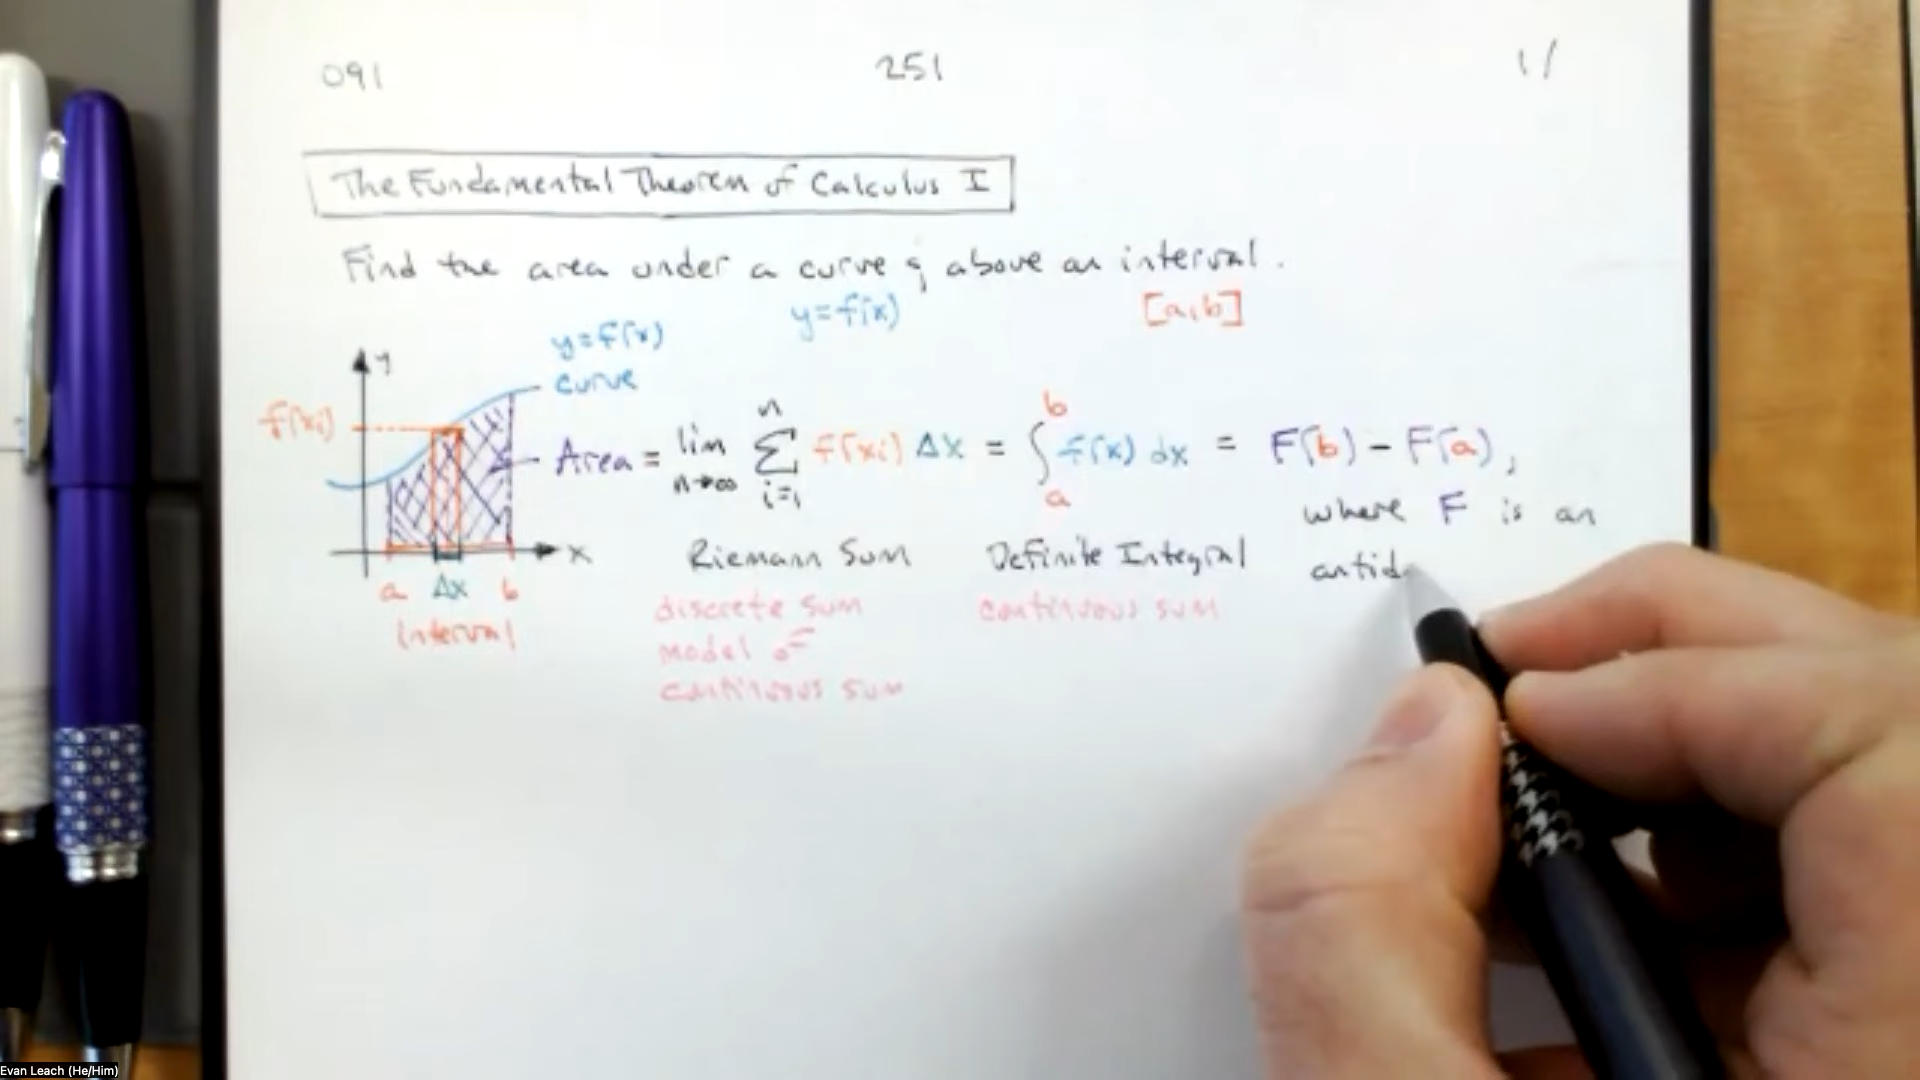 091 251 1/
The Fundamental Theorem of Calculus I
Find the area under a curve & above an interval.
y=f(x) [a,b]
y=f(x)
curve
y
f(xi)
Area = lim n→∞ n Σ i=1 f(xi) Δx = ∫ b a f(x) dx = F(b) - F(a),
where F is an
antid
x
a Δx b
Interval
Riemann Sum
discrete sum
model of
continuous sum
Definite Integral
continuous sum
Evan Leach (He/Him)